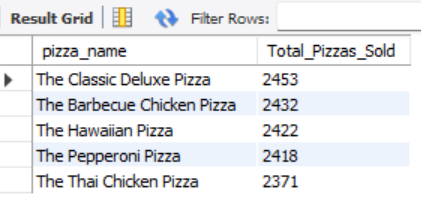 Result Grid Filter Rows:
pizza_name Total_Pizzas_Sold
The Classic Deluxe Pizza 2453
The Barbecue Chicken Pizza 2432
The Hawaiian Pizza 2422
The Pepperoni Pizza 2418
The Thai Chicken Pizza 2371